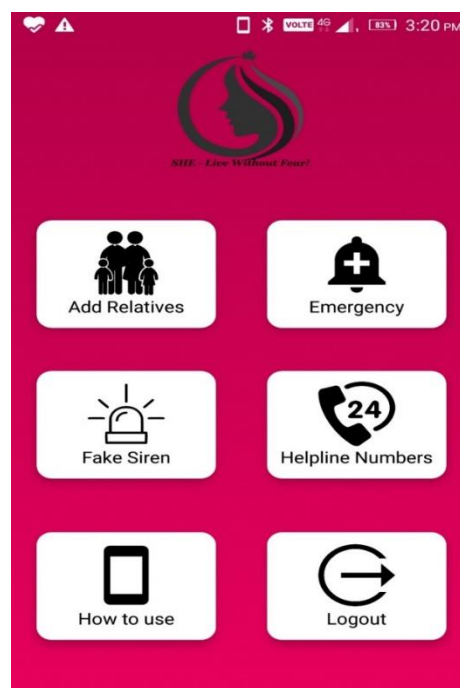 VOLTE 4G 83% 3:20 PM
SHE - Live Without Fear!
Add Relatives
Emergency
Fake Siren
24
Helpline Numbers
How to use
Logout